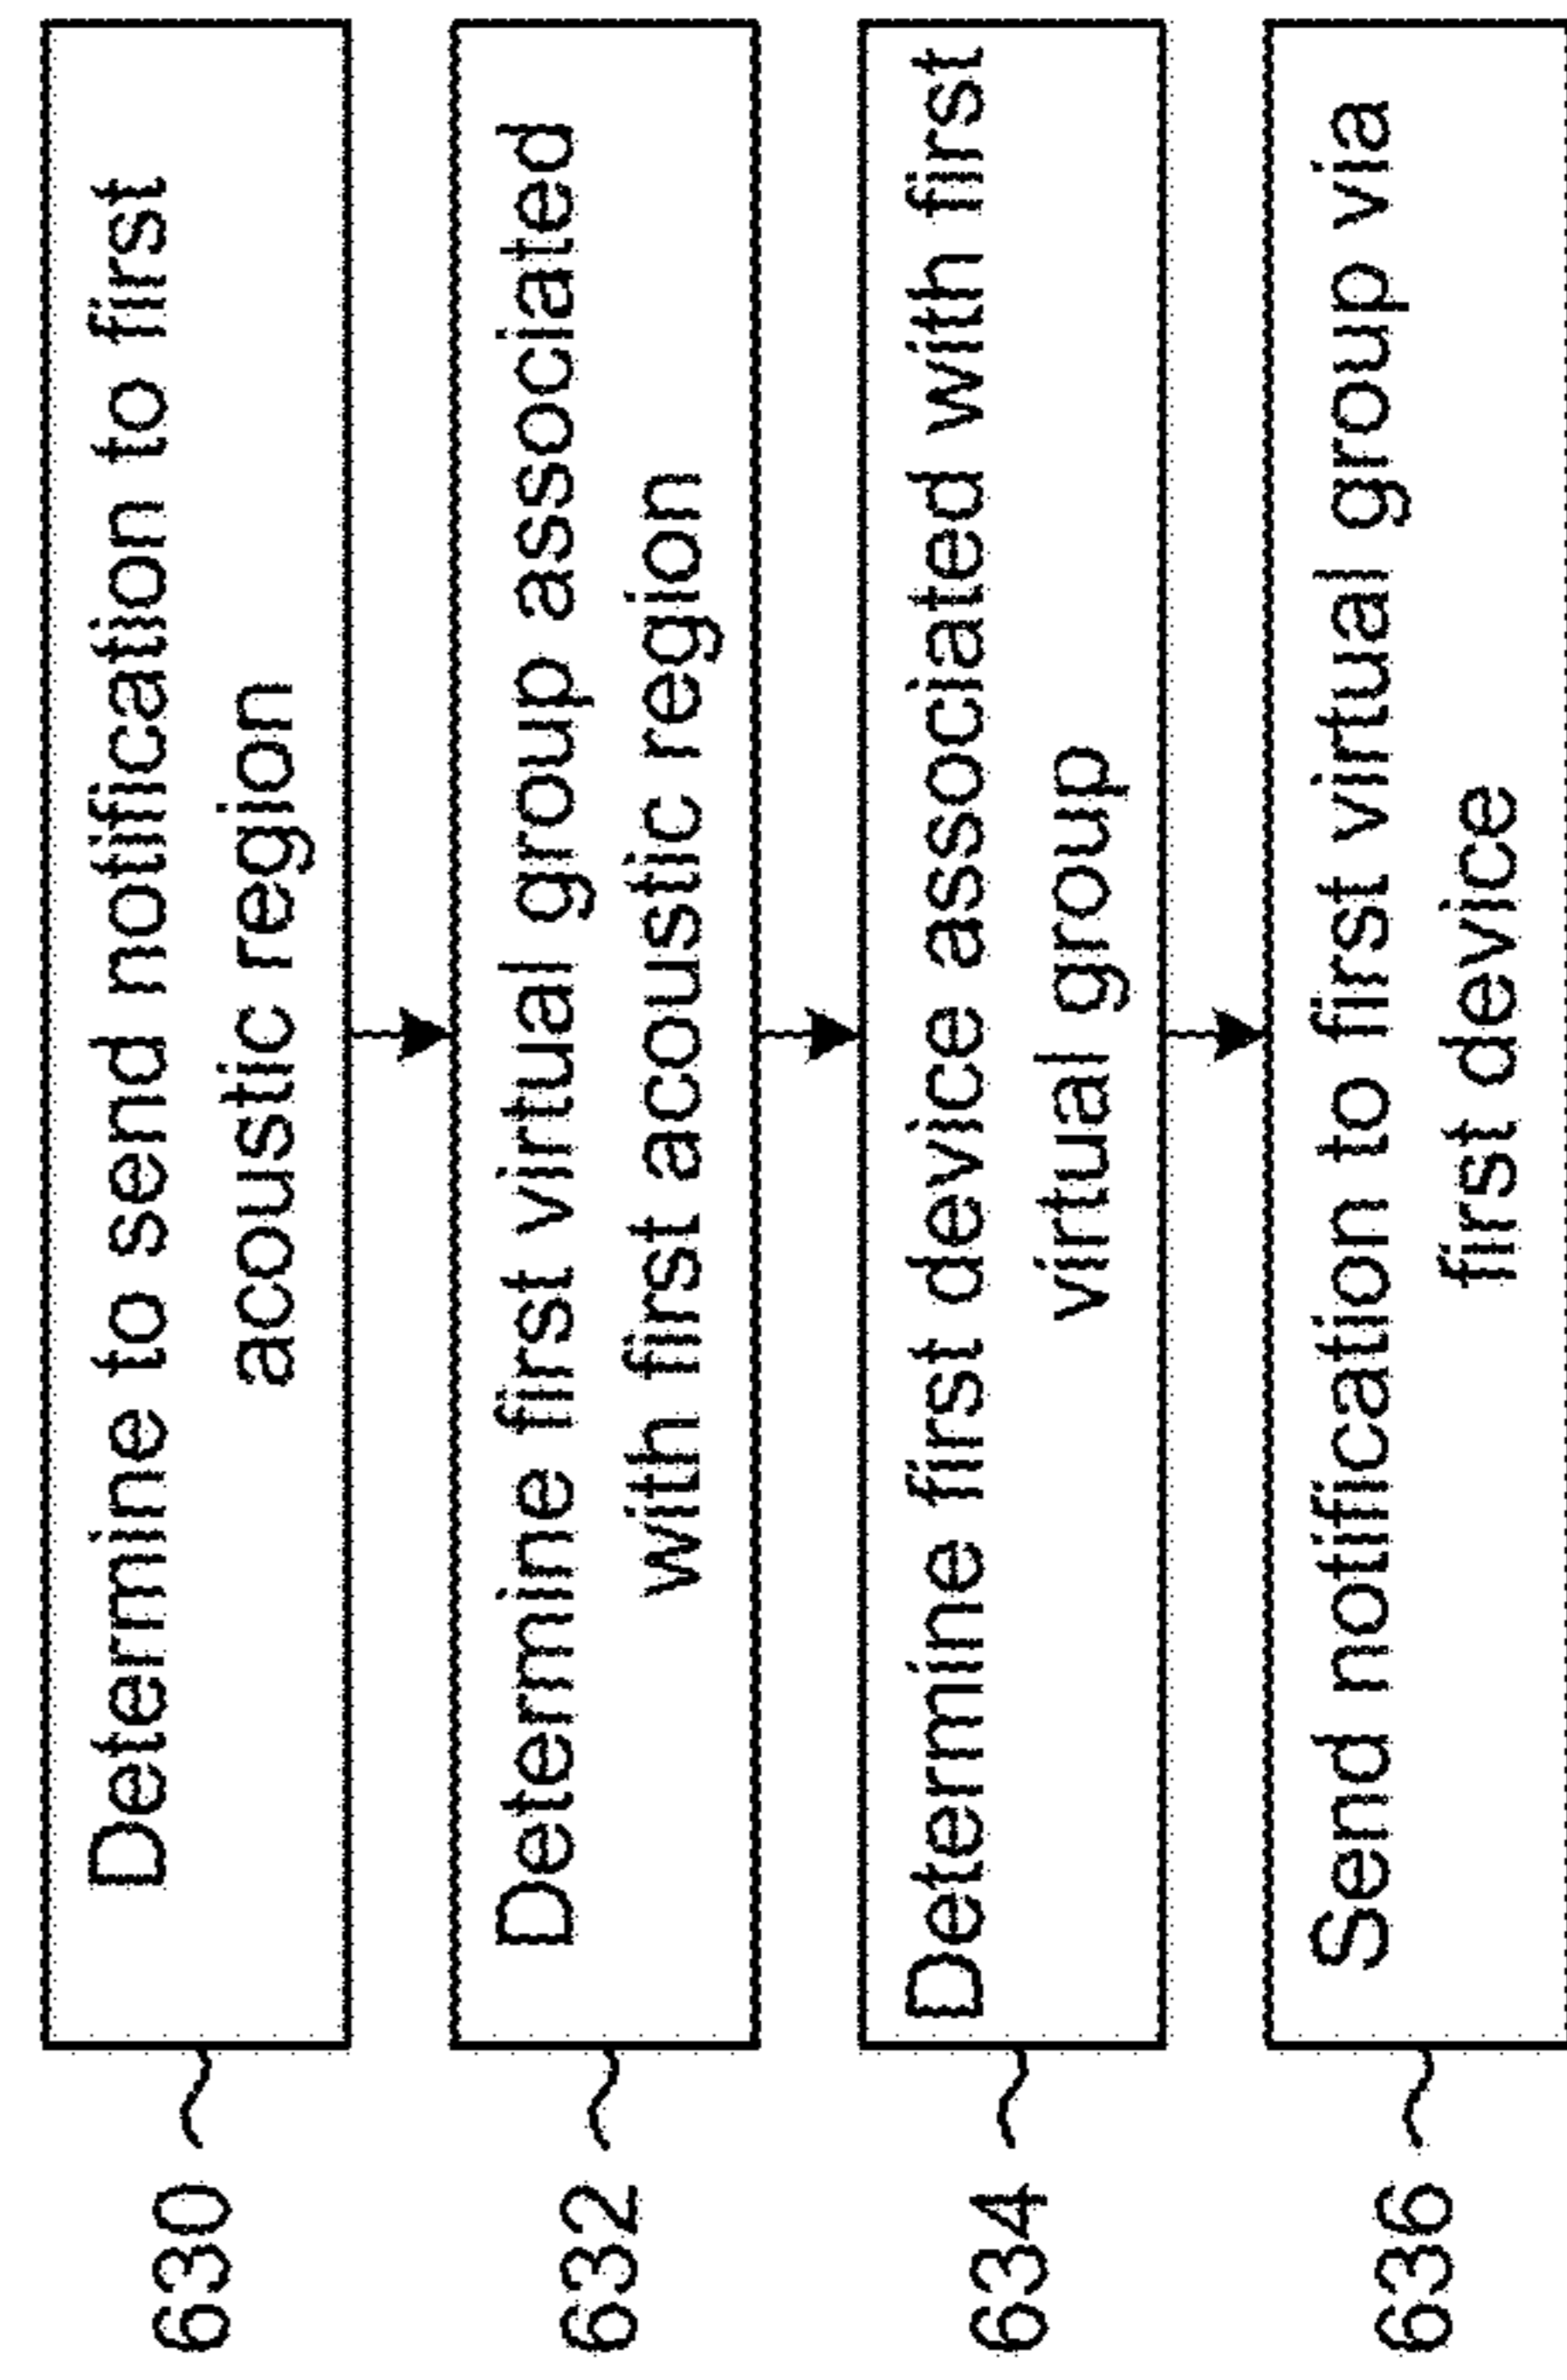 630
Determine to send notification to first
acoustic region
632
Determine first virtual group associated
with first acoustic region
634
Determine first device associated with first
virtual group
636
Send notification to first virtual group via
first device